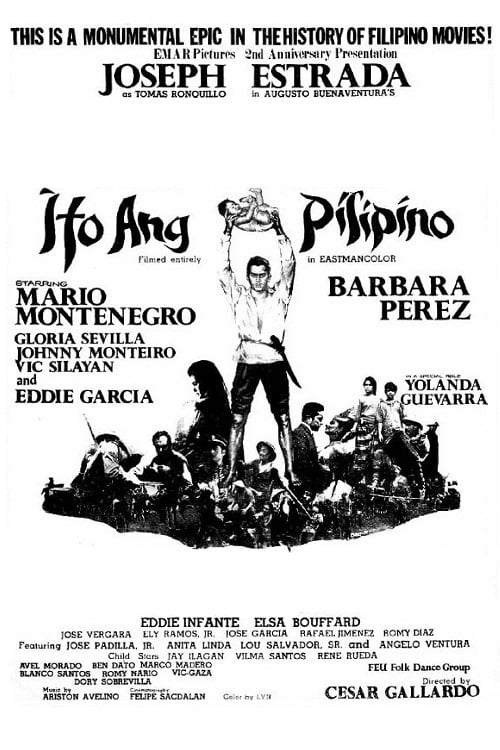 THIS IS A MONUMENTAL EPIC IN THE HISTORY OF FILIPINO MOVIES!
EMAR Pictures 2nd Anniversary Presentation
JOSEPH ESTRADA
as TOMAS RONQUILLO in AUGUSTO BUENAVENTURA'S
Ito Ang Pilipino
Filmed entirely in EASTMANCOLOR
STARRING
MARIO
MONTENEGRO
GLORIA SEVILLA
JOHNNY MONTEIRO
VIC SILAYAN
and
EDDIE GARCIA
BARBARA
PEREZ
IN A SPECIAL ROLE
YOLANDA
GUEVARRA
EDDIE INFANTE ELSA BOUFFARD
JOSE VERGARA ELY RAMOS, JR. JOSE GARCIA RAFAEL JIMENEZ ROMY DIAZ
Featuring JOSE PADILLA, JR. ANITA LINDA LOU SALVADOR, SR. and ANGELO VENTURA
Child Stars JAY ILAGAN VILMA SANTOS RENE RUEDA
AVEL MORADO BEN DATO MARCO MADERO
BLANCO SANTOS ROMY NARIO VIC-GAZA
DORY SOBREVILLA
FEU Folk Dance Group
Music by
ARISTON AVELINO
Cinematography
FELIPE SACDALAN
Color by LVN
Directed by
CESAR GALLARDO